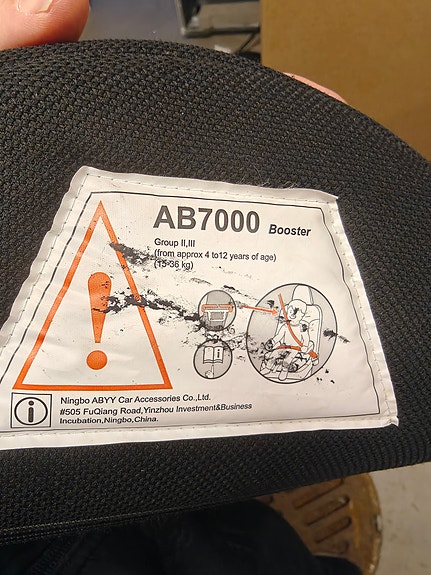 AB7000 Booster
Group II,III
(from approx 4 to12 years of age)
(15-36 kg)
Ningbo ABYY Car Accessories Co.,Ltd.
#505 FuQiang Road,Yinzhou Investment&Business
Incubation,Ningbo,China.